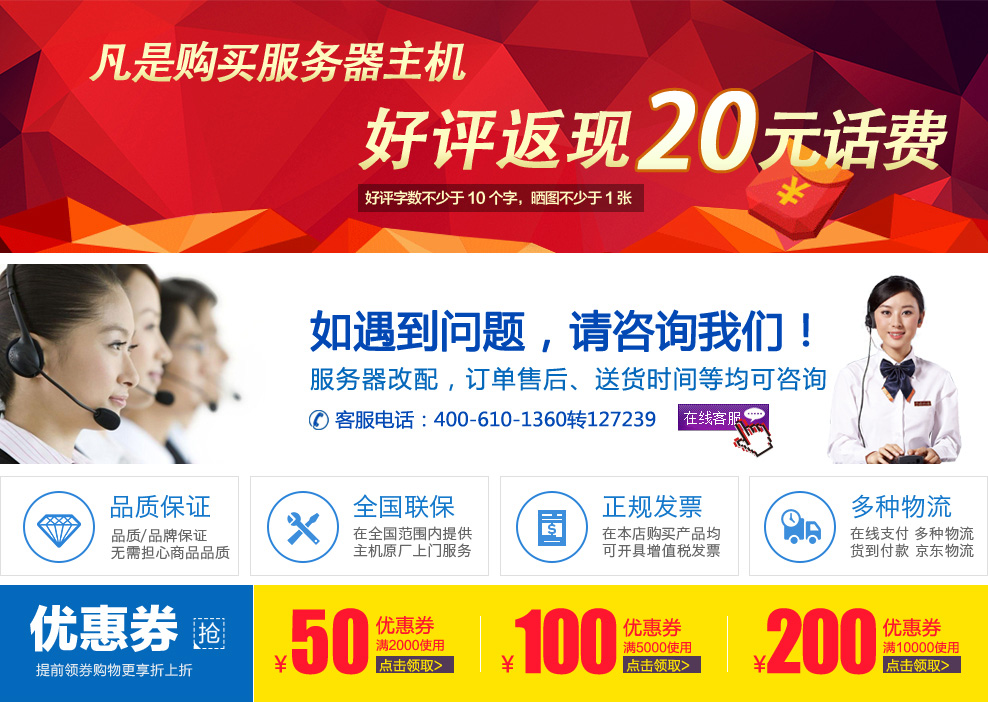 凡是购买服务器主机
好评返现20元话费
好评字数不少于10个字，晒图不少于1张
如遇到问题，请咨询我们！
服务器改配，订单售后、送货时间等均可咨询
客服电话：400-610-1360转127239
在线客服
品质保证
品质/品牌保证
无需担心商品品质
全国联保
在全国范围内提供
主机原厂上门服务
正规发票
在本店购买产品均
可开具增值税发票
多种物流
在线支付 多种物流
货到付款 京东物流
优惠券 抢
提前领券购物更享折上折
¥50
优惠券
满2000使用
点击领取>
¥100
优惠券
满5000使用
点击领取>
¥200
优惠券
满10000使用
点击领取>